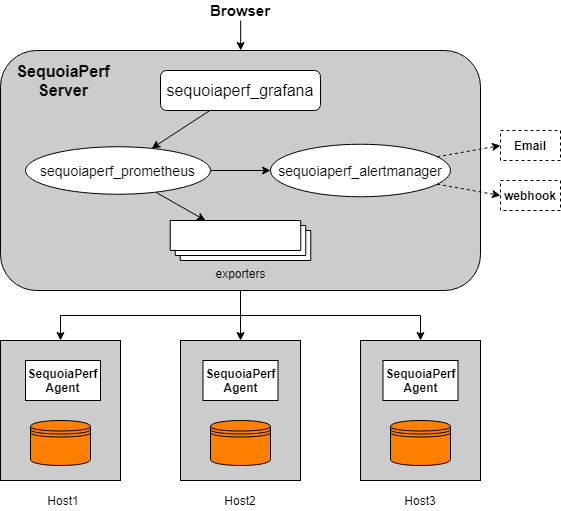 Browser
SequoiaPerf
Server
sequoiaperf_grafana
sequoiaperf_prometheus
sequoiaperf_alertmanager
Email
webhook
exporters
SequoiaPerf
Agent
SequoiaPerf
Agent
SequoiaPerf
Agent
Host1
Host2
Host3